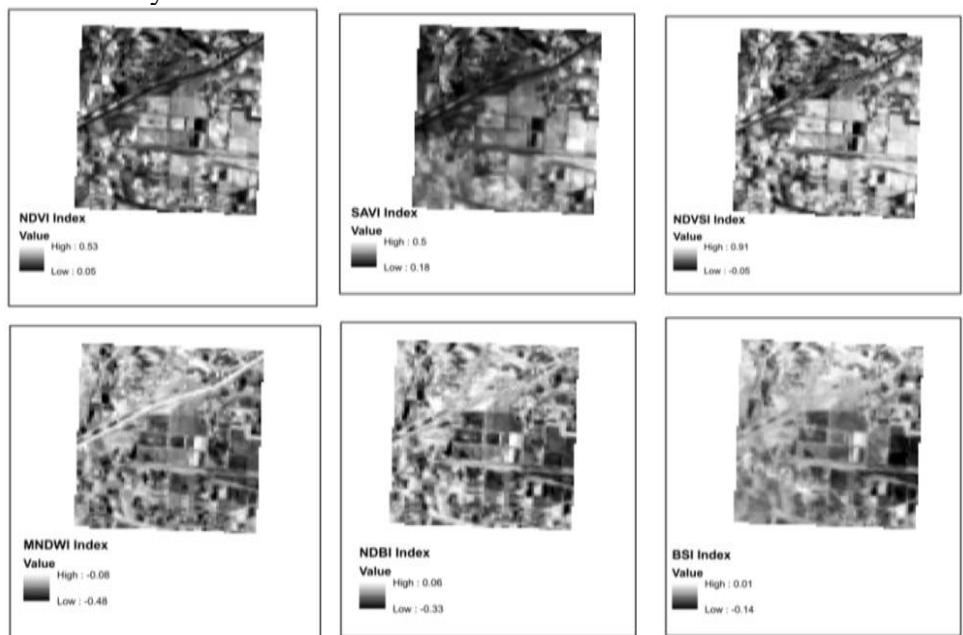 NDVI Index
Value
High : 0.53
Low : 0.05
SAVI Index
Value
High : 0.5
Low : 0.18
NDVSI Index
Value
High : 0.91
Low : -0.05
MNDWI Index
Value
High : -0.08
Low : -0.48
NDBI Index
Value
High : 0.06
Low : -0.33
BSI Index
Value
High : 0.01
Low : -0.14